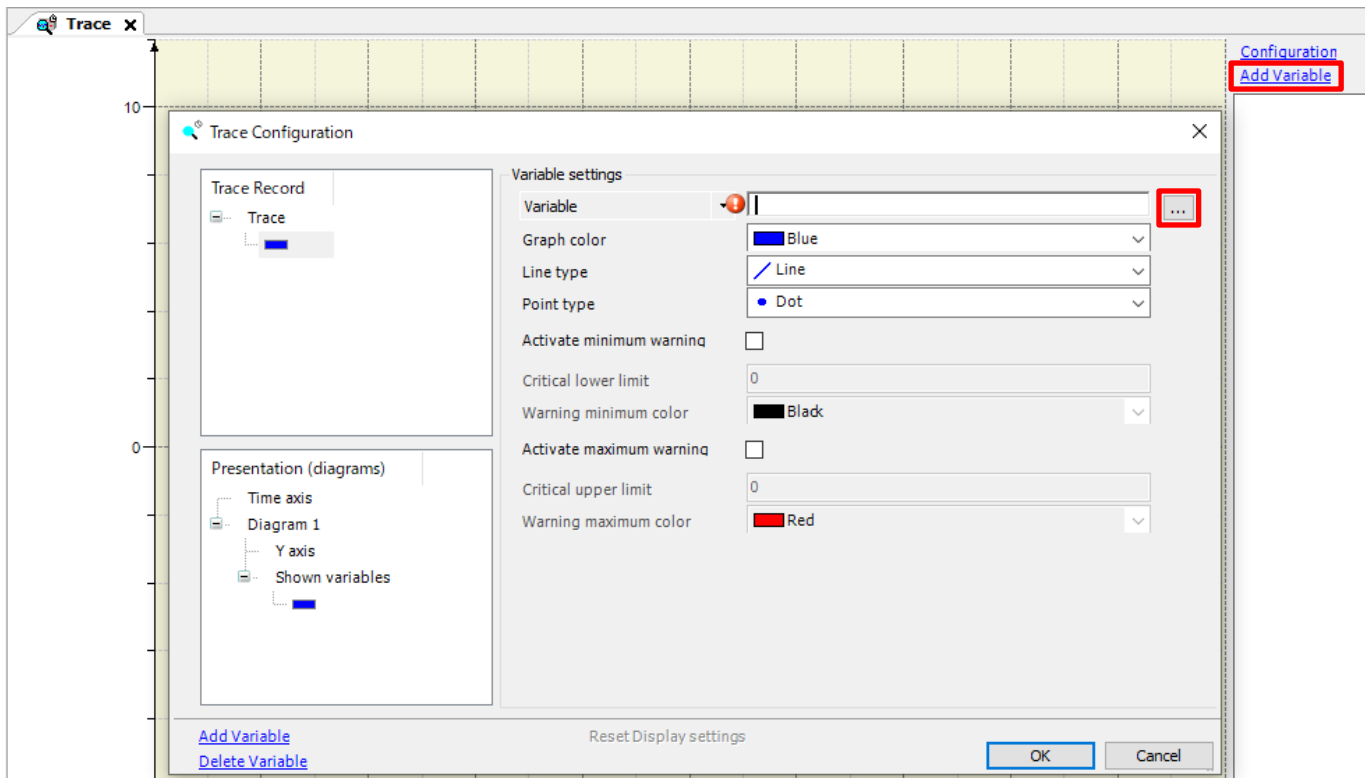 Trace
Configuration
Add Variable
10
0
Trace Configuration
Trace Record
Trace
Presentation (diagrams)
Time axis
Diagram 1
Y axis
Shown variables
Variable settings
Variable
...
Graph color
Blue
Line type
Line
Point type
Dot
Activate minimum warning
Critical lower limit
0
Warning minimum color
Black
Activate maximum warning
Critical upper limit
0
Warning maximum color
Red
Add Variable
Delete Variable
Reset Display settings
OK
Cancel